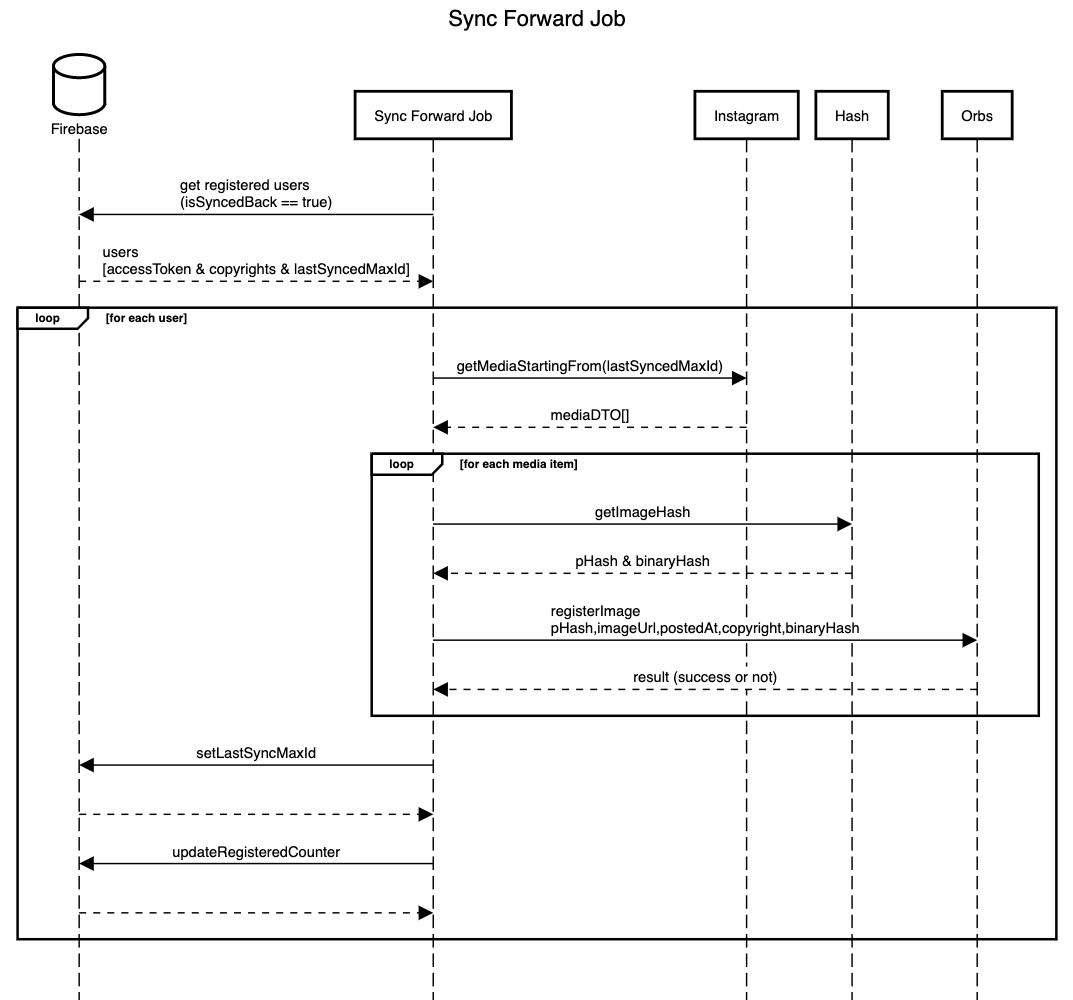 Sync Forward Job
Firebase
Sync Forward Job
Instagram
Hash
Orbs
get registered users
(isSyncedBack == true)
users
[accessToken & copyrights & lastSyncedMaxId]
loop
[for each user]
getMediaStartingFrom(lastSyncedMaxId)
mediaDTO[]
loop
[for each media item]
getImageHash
pHash & binaryHash
registerImage
pHash,imageUrl,postedAt,copyright,binaryHash
result (success or not)
setLastSyncMaxId
updateRegisteredCounter